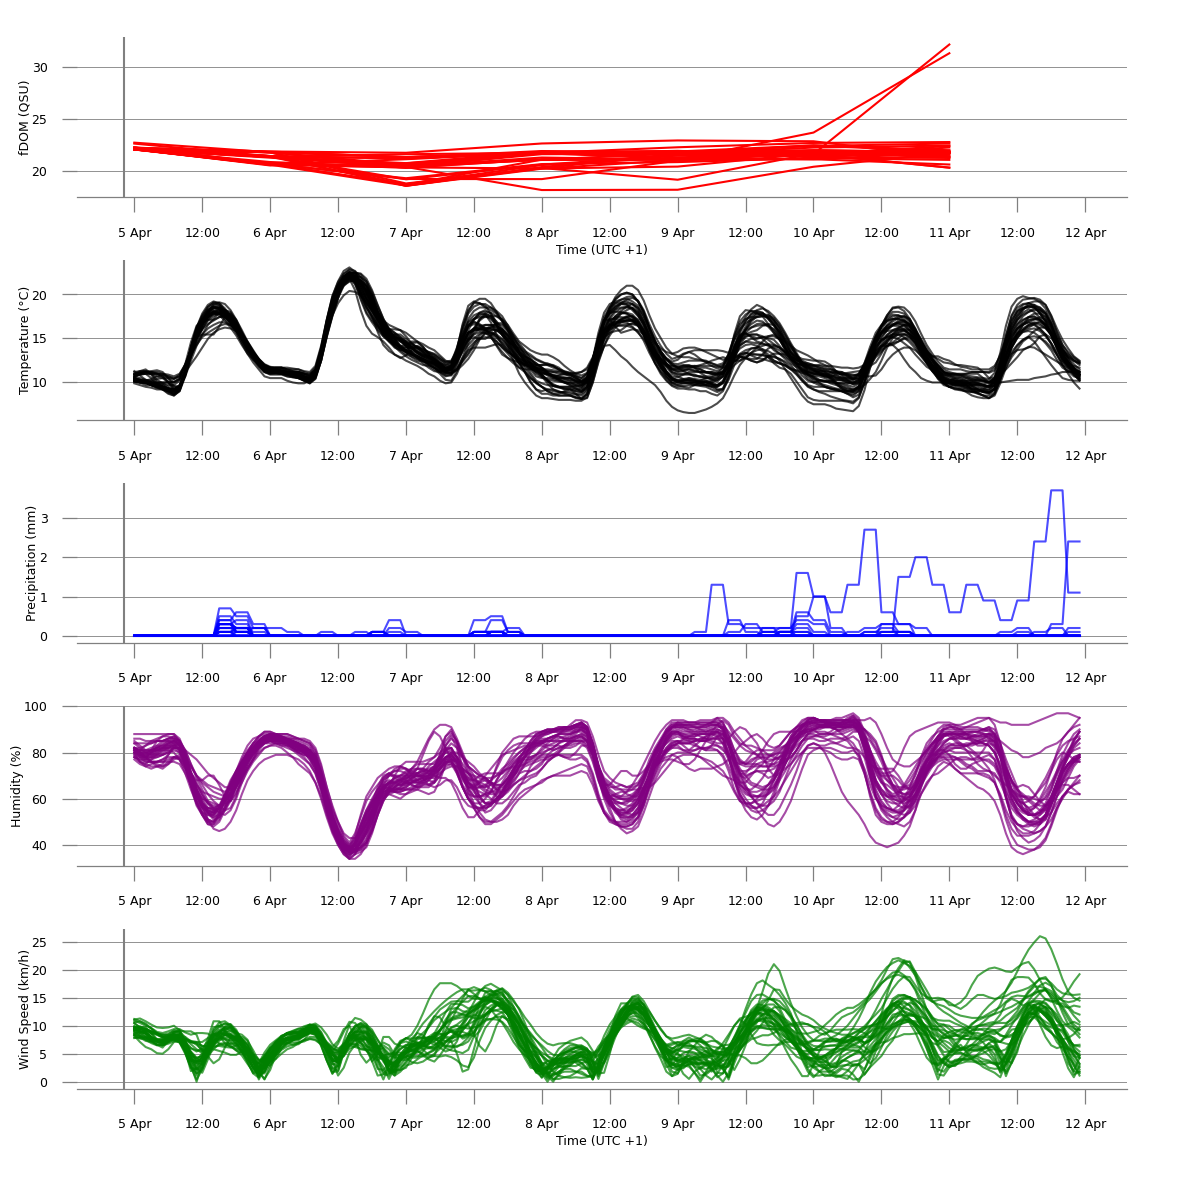 fDOM (QSU)
30
25
20
5 Apr 12:00 6 Apr 12:00 7 Apr 12:00 8 Apr 12:00 9 Apr 12:00 10 Apr 12:00 11 Apr 12:00 12 Apr
Time (UTC +1)
Temperature (°C)
20
15
10
5 Apr 12:00 6 Apr 12:00 7 Apr 12:00 8 Apr 12:00 9 Apr 12:00 10 Apr 12:00 11 Apr 12:00 12 Apr
Precipitation (mm)
3
2
1
0
5 Apr 12:00 6 Apr 12:00 7 Apr 12:00 8 Apr 12:00 9 Apr 12:00 10 Apr 12:00 11 Apr 12:00 12 Apr
Humidity (%)
100
80
60
40
5 Apr 12:00 6 Apr 12:00 7 Apr 12:00 8 Apr 12:00 9 Apr 12:00 10 Apr 12:00 11 Apr 12:00 12 Apr
Wind Speed (km/h)
25
20
15
10
5
0
5 Apr 12:00 6 Apr 12:00 7 Apr 12:00 8 Apr 12:00 9 Apr 12:00 10 Apr 12:00 11 Apr 12:00 12 Apr
Time (UTC +1)